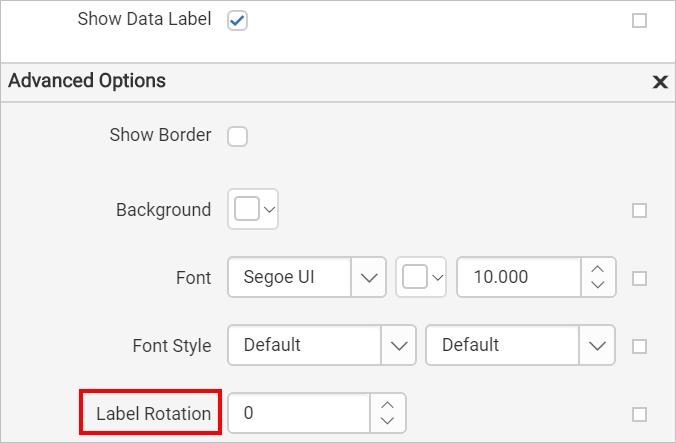 Show Data Label
Advanced Options
Show Border
Background
Font Segoe UI 10.000
Font Style Default Default
Label Rotation 0